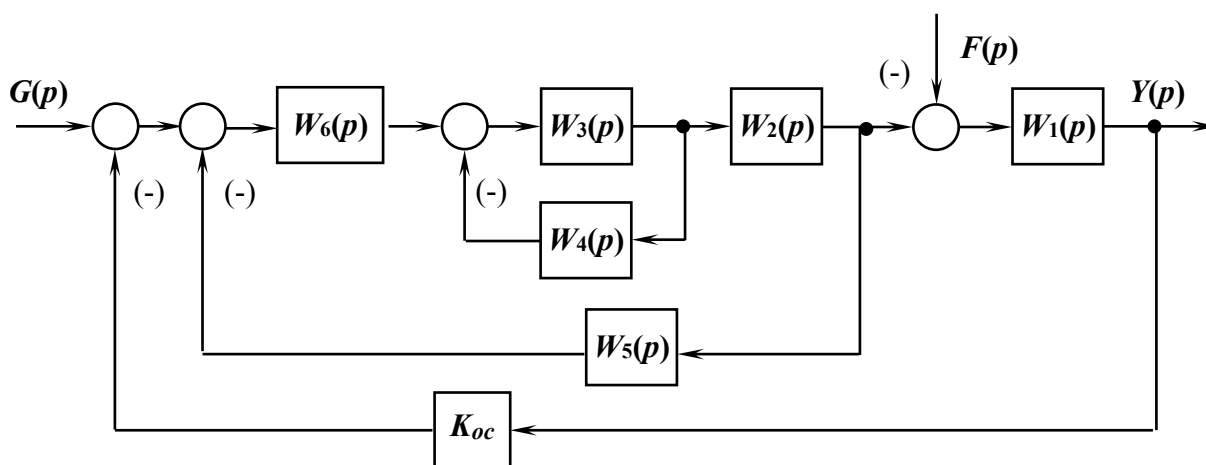 G(p)
W6(p)
W3(p)
W2(p)
(-)
F(p)
W1(p)
Y(p)
(-)
(-)
(-)
W4(p)
W5(p)
Koc